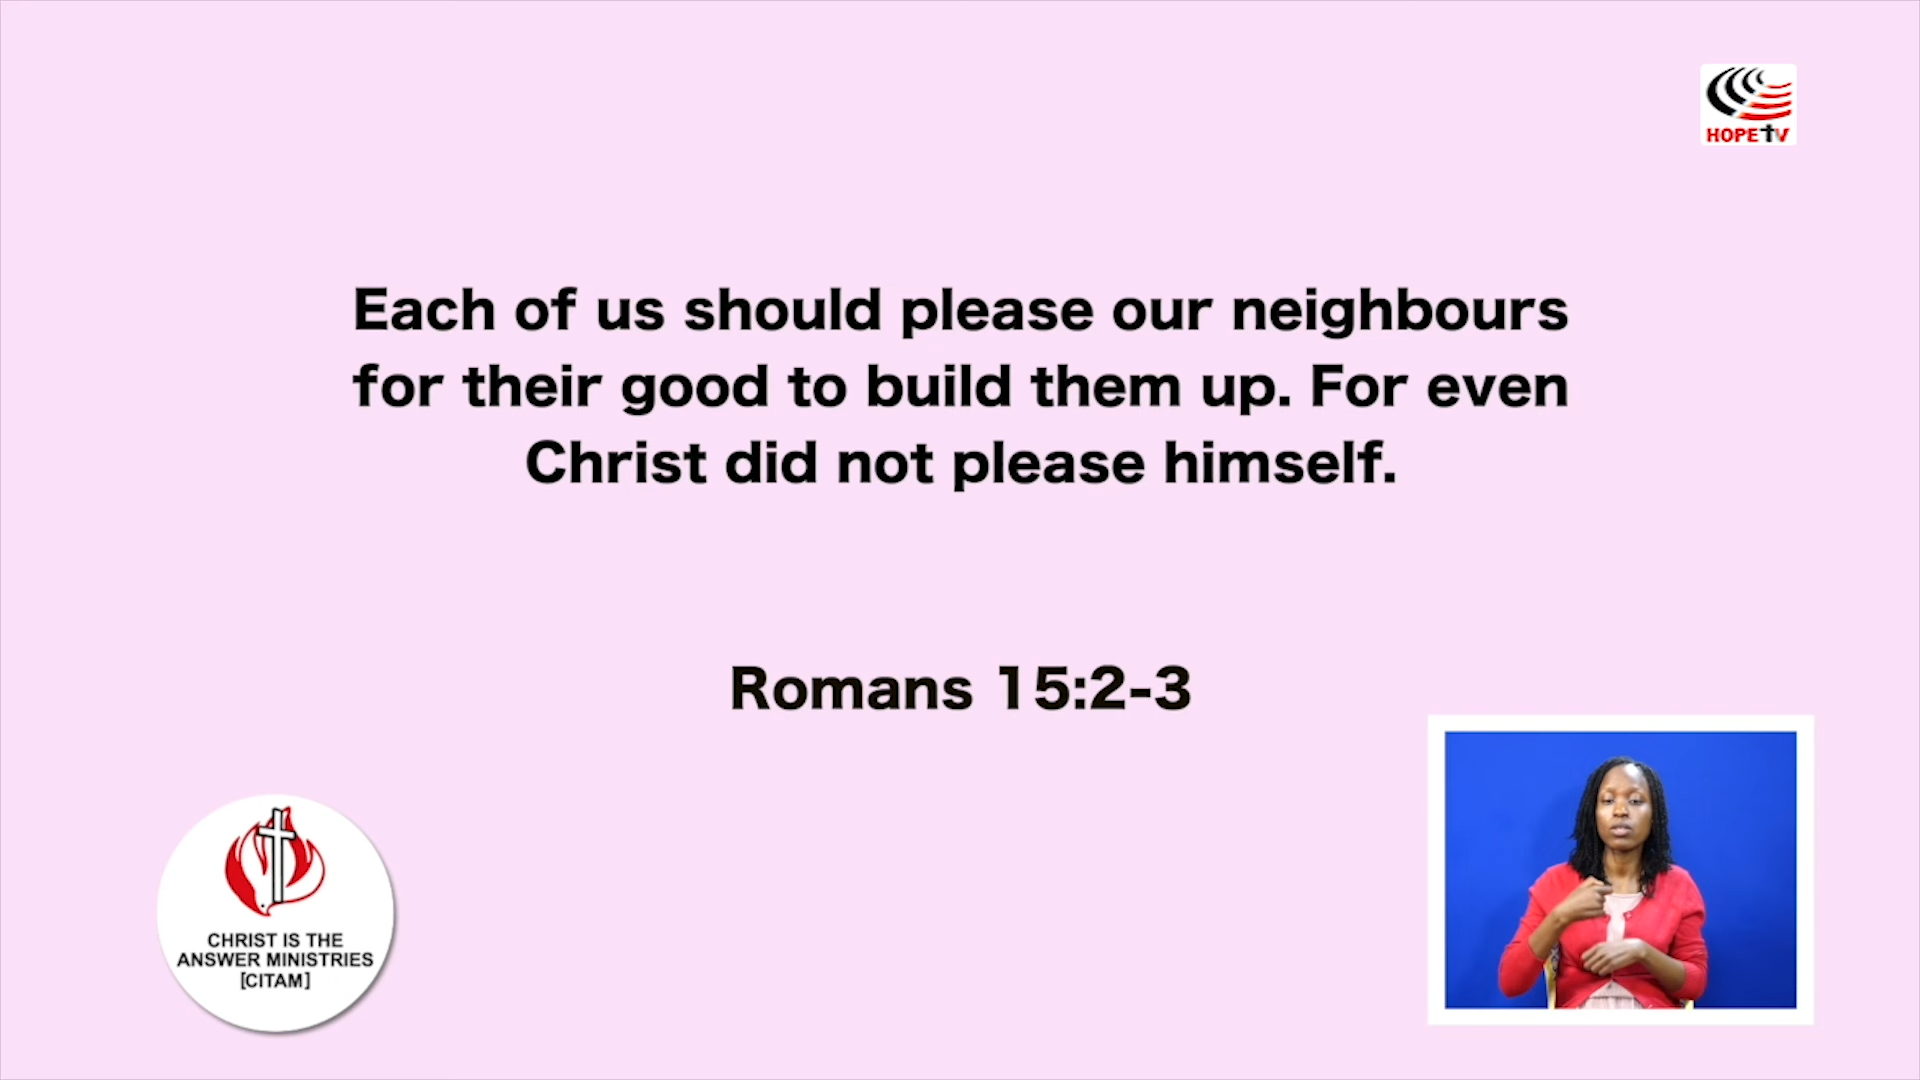 HOPE TV
Each of us should please our neighbours
for their good to build them up. For even
Christ did not please himself.
Romans 15:2-3
CHRIST IS THE
ANSWER MINISTRIES
[CITAM]